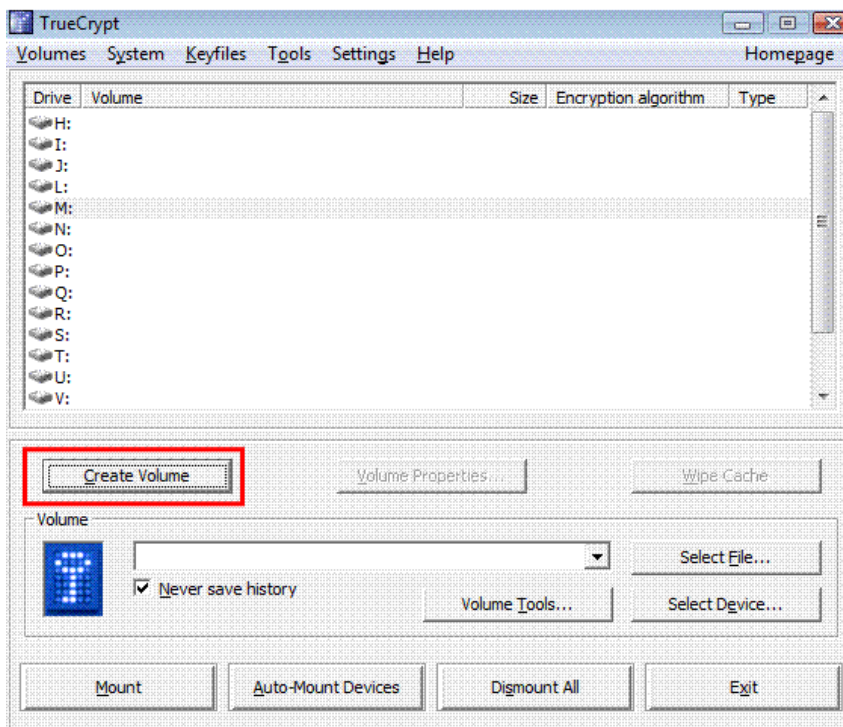 TrueCrypt
Volumes System Keyfiles Tools Settings Help Homepage
Drive Volume Size Encryption algorithm Type
H:
I:
J:
L:
M:
N:
O:
P:
Q:
R:
S:
T:
U:
V:
Create Volume Volume Properties... Wipe Cache
Volume
Select File...
Never save history
Volume Tools... Select Device...
Mount Auto-Mount Devices Dismount All Exit